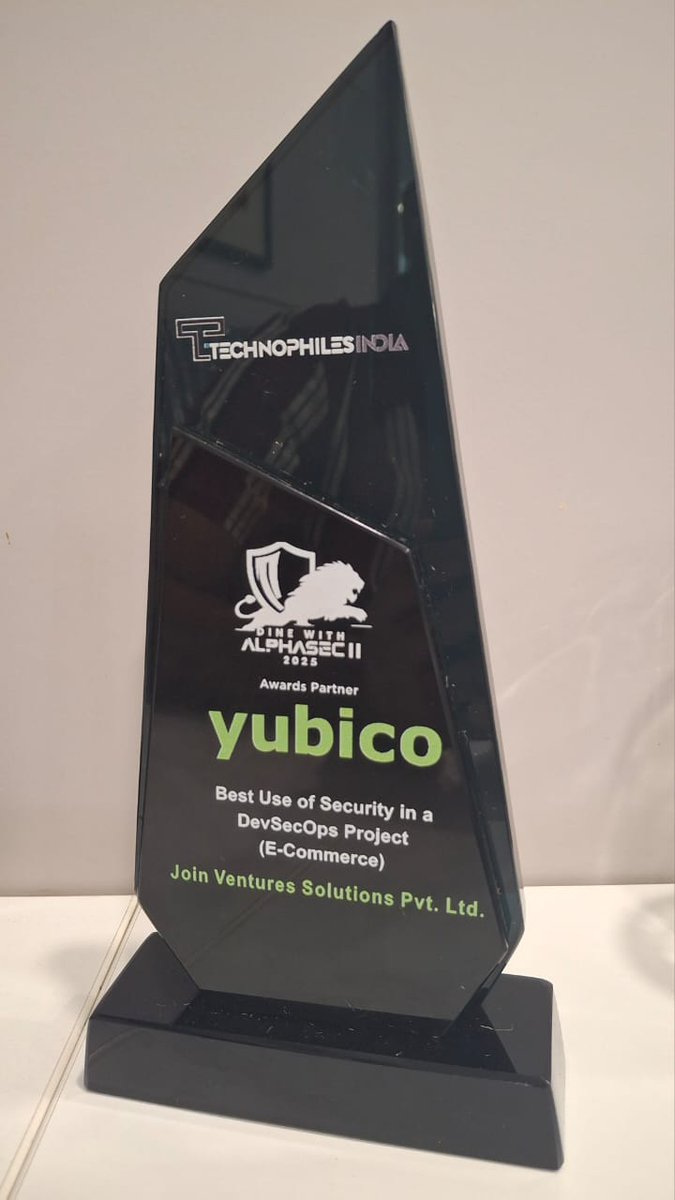 TECHNOPHILESINDIA
DINE WITH
ALPHASEC II
2025
Awards Partner
yubico
Best Use of Security in a
DevSecOps Project
(E-Commerce)
Join Ventures Solutions Pvt. Ltd.